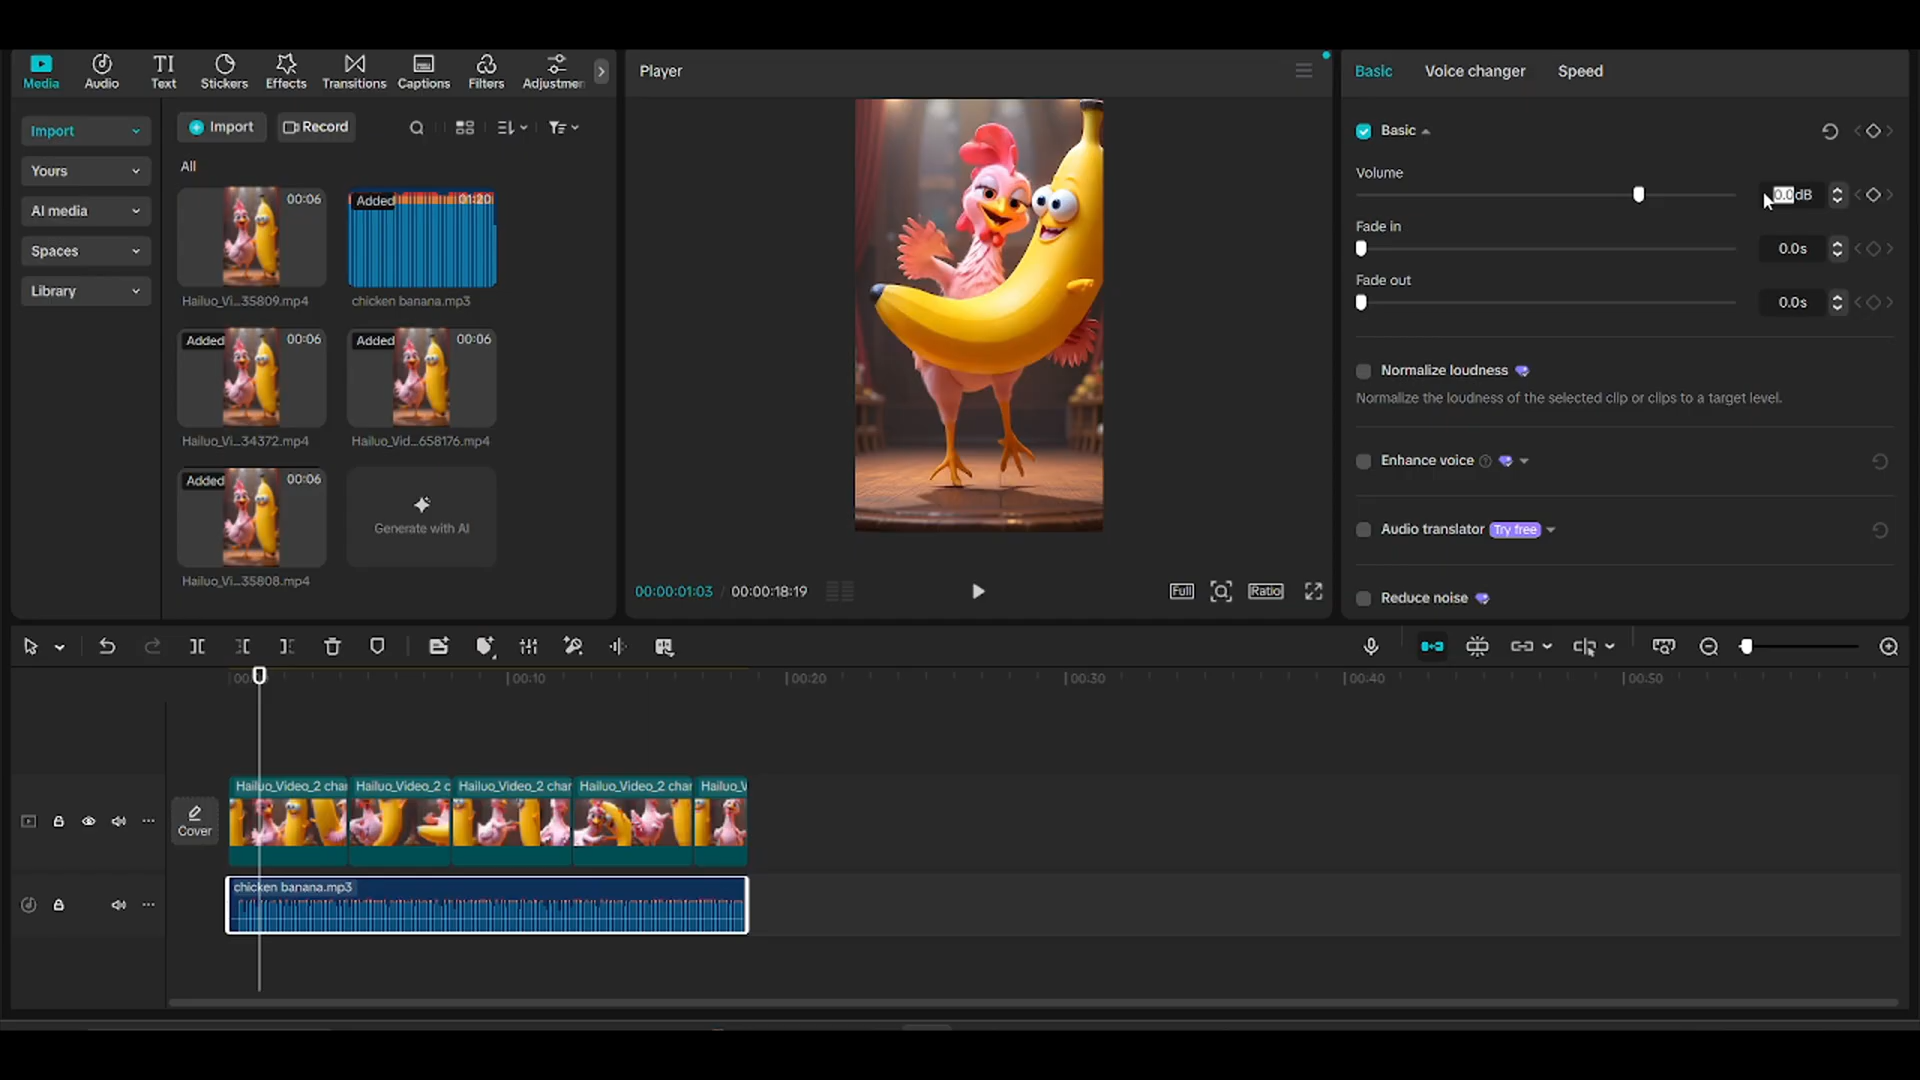 Media
Audio
TI
Text
Stickers
Effects
Transitions
Captions
Filters
Adjustmen
Player
Basic
Voice changer
Speed
Import
Yours
AI media
Spaces
Library
Import
Record
All
00:06
Hailuo_Vi...35809.mp4
Added
01:20
chicken banana.mp3
Added
00:06
Hailuo_Vi...34372.mp4
Added
00:06
Hailuo_Vid...658176.mp4
Added
00:06
Hailuo_Vi...35808.mp4
Generate with AI
00:00:01:03 / 00:00:18:19
Full
Ratio
Basic
Volume
0.0dB
Fade in
0.0s
Fade out
0.0s
Normalize loudness
Normalize the loudness of the selected clip or clips to a target level.
Enhance voice
Audio translator
Try free
Reduce noise
00:10
00:20
00:30
00:40
00:50
Cover
Hailuo_Video_2 char
Hailuo_Video_2 c
Hailuo_Video_2 char
Hailuo_Video_2 char
Hailuo_V
chicken banana.mp3